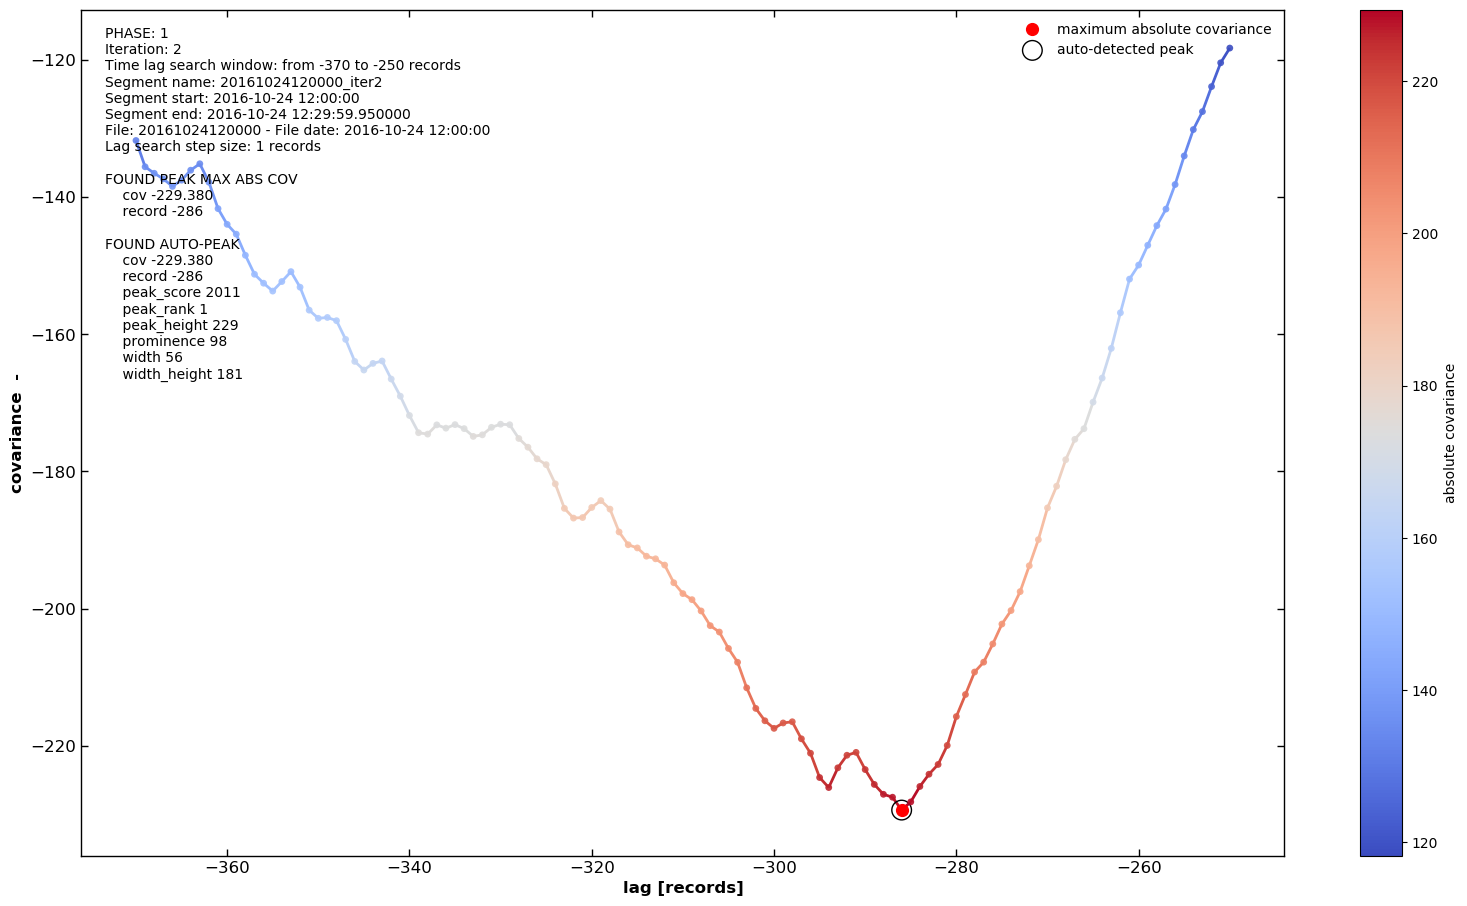 PHASE: 1
Iteration: 2
Time lag search window: from -370 to -250 records
Segment name: 20161024120000_iter2
Segment start: 2016-10-24 12:00:00
Segment end: 2016-10-24 12:29:59.950000
File: 20161024120000 - File date: 2016-10-24 12:00:00
Lag search step size: 1 records
FOUND PEAK MAX ABS COV
cov -229.380
record -286
FOUND AUTO-PEAK
cov -229.380
record -286
peak_score 2011
peak_rank 1
peak_height 229
prominence 98
width 56
width_height 181
maximum absolute covariance
auto-detected peak
−120
−140
−160
−180
−200
−220
covariance -
−360
−340
−320
−300
−280
−260
lag [records]
220
200
180
160
140
120
absolute covariance